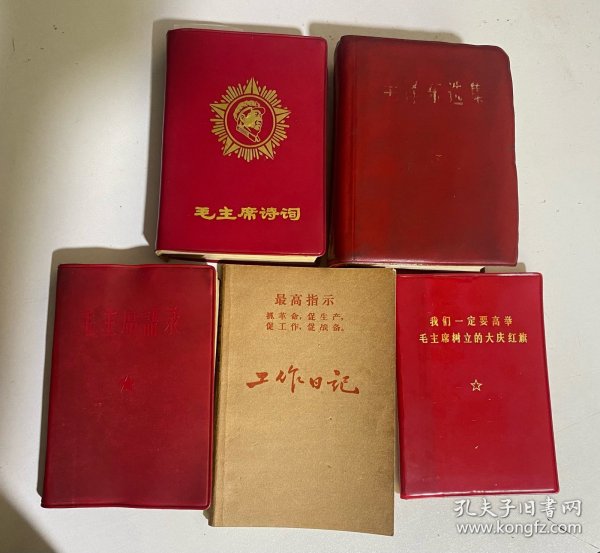 毛主席诗词
毛泽东选集
毛主席语录
最高指示
抓革命,促生产,
促工作,促战备。
工作日记
我们一定要高举
毛主席树立的大庆红旗
孔夫子旧书网
www.kongfz.com